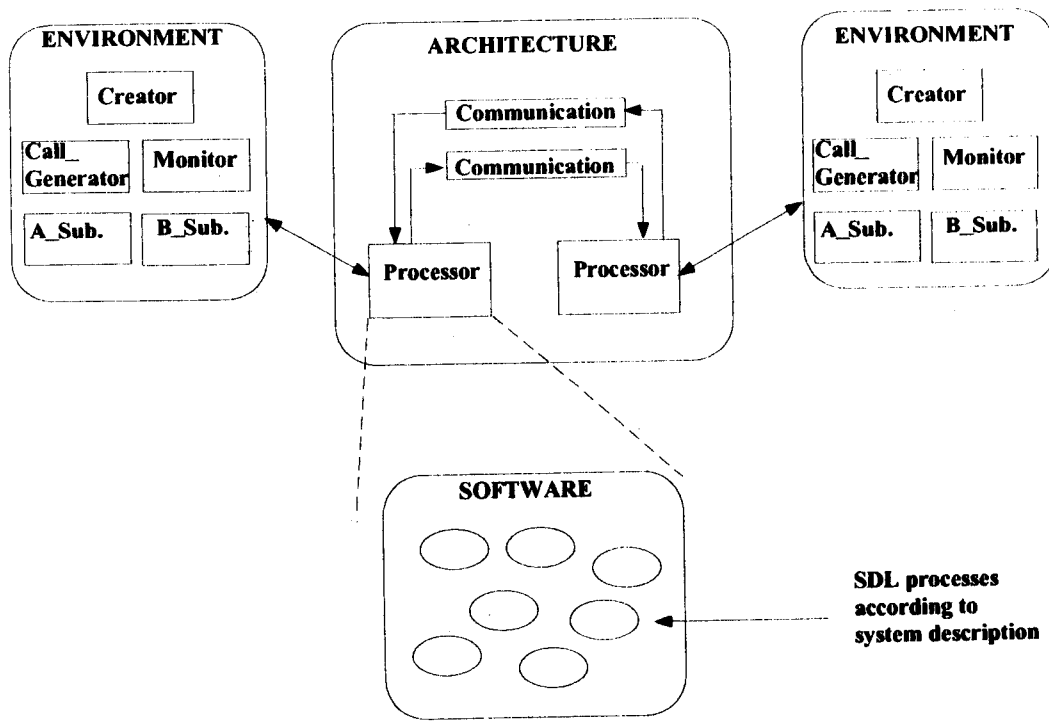 ENVIRONMENT
Creator
Call_
Generator
Monitor
A_Sub.
B_Sub.
ARCHITECTURE
Communication
Communication
Processor
Processor
ENVIRONMENT
Creator
Call_
Generator
Monitor
A_Sub.
B_Sub.
SOFTWARE
SDL processes
according to
system description